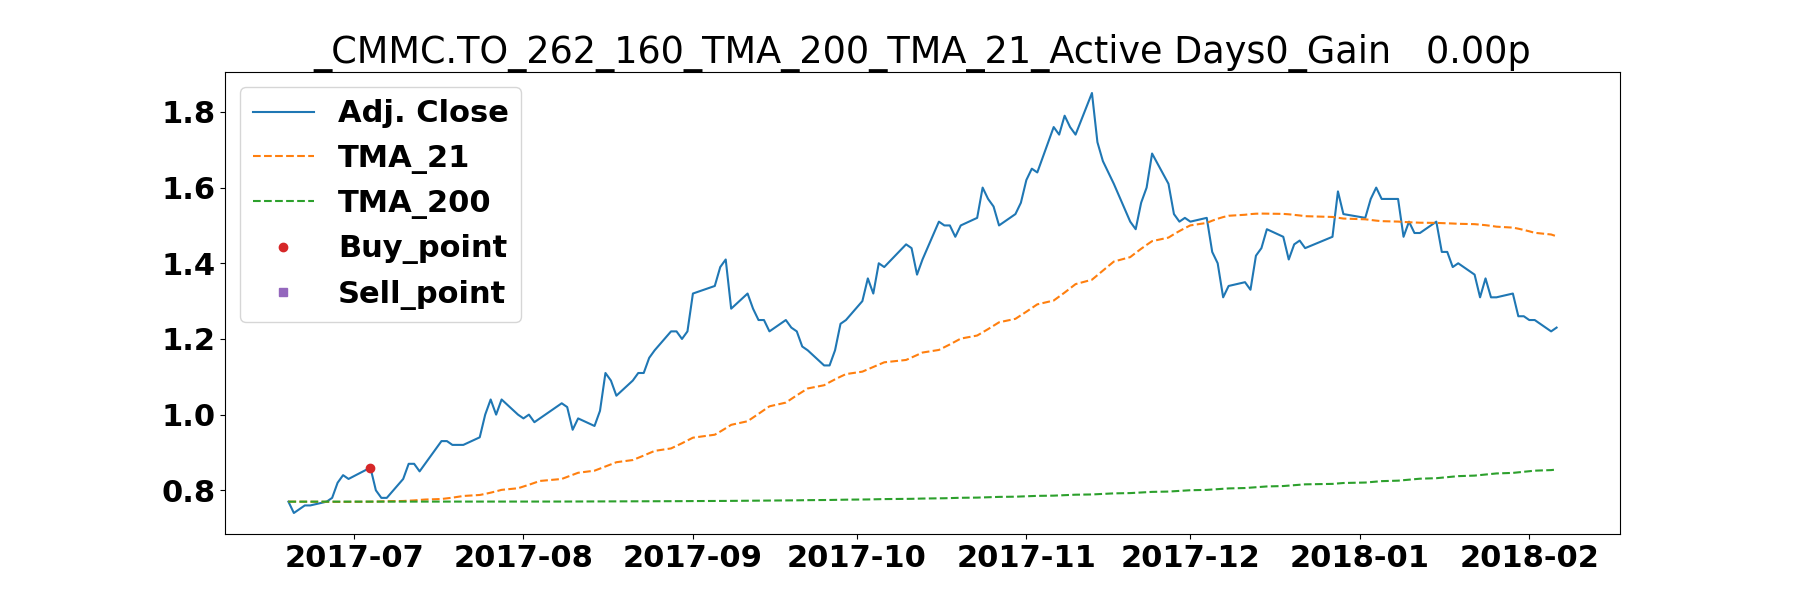 _CMMC.TO_262_160_TMA_200_TMA_21_Active Days0_Gain   0.00p
1.8
1.6
1.4
1.2
1.0
0.8
Adj. Close
TMA_21
TMA_200
Buy_point
Sell_point
2017-07 2017-08 2017-09 2017-10 2017-11 2017-12 2018-01 2018-02